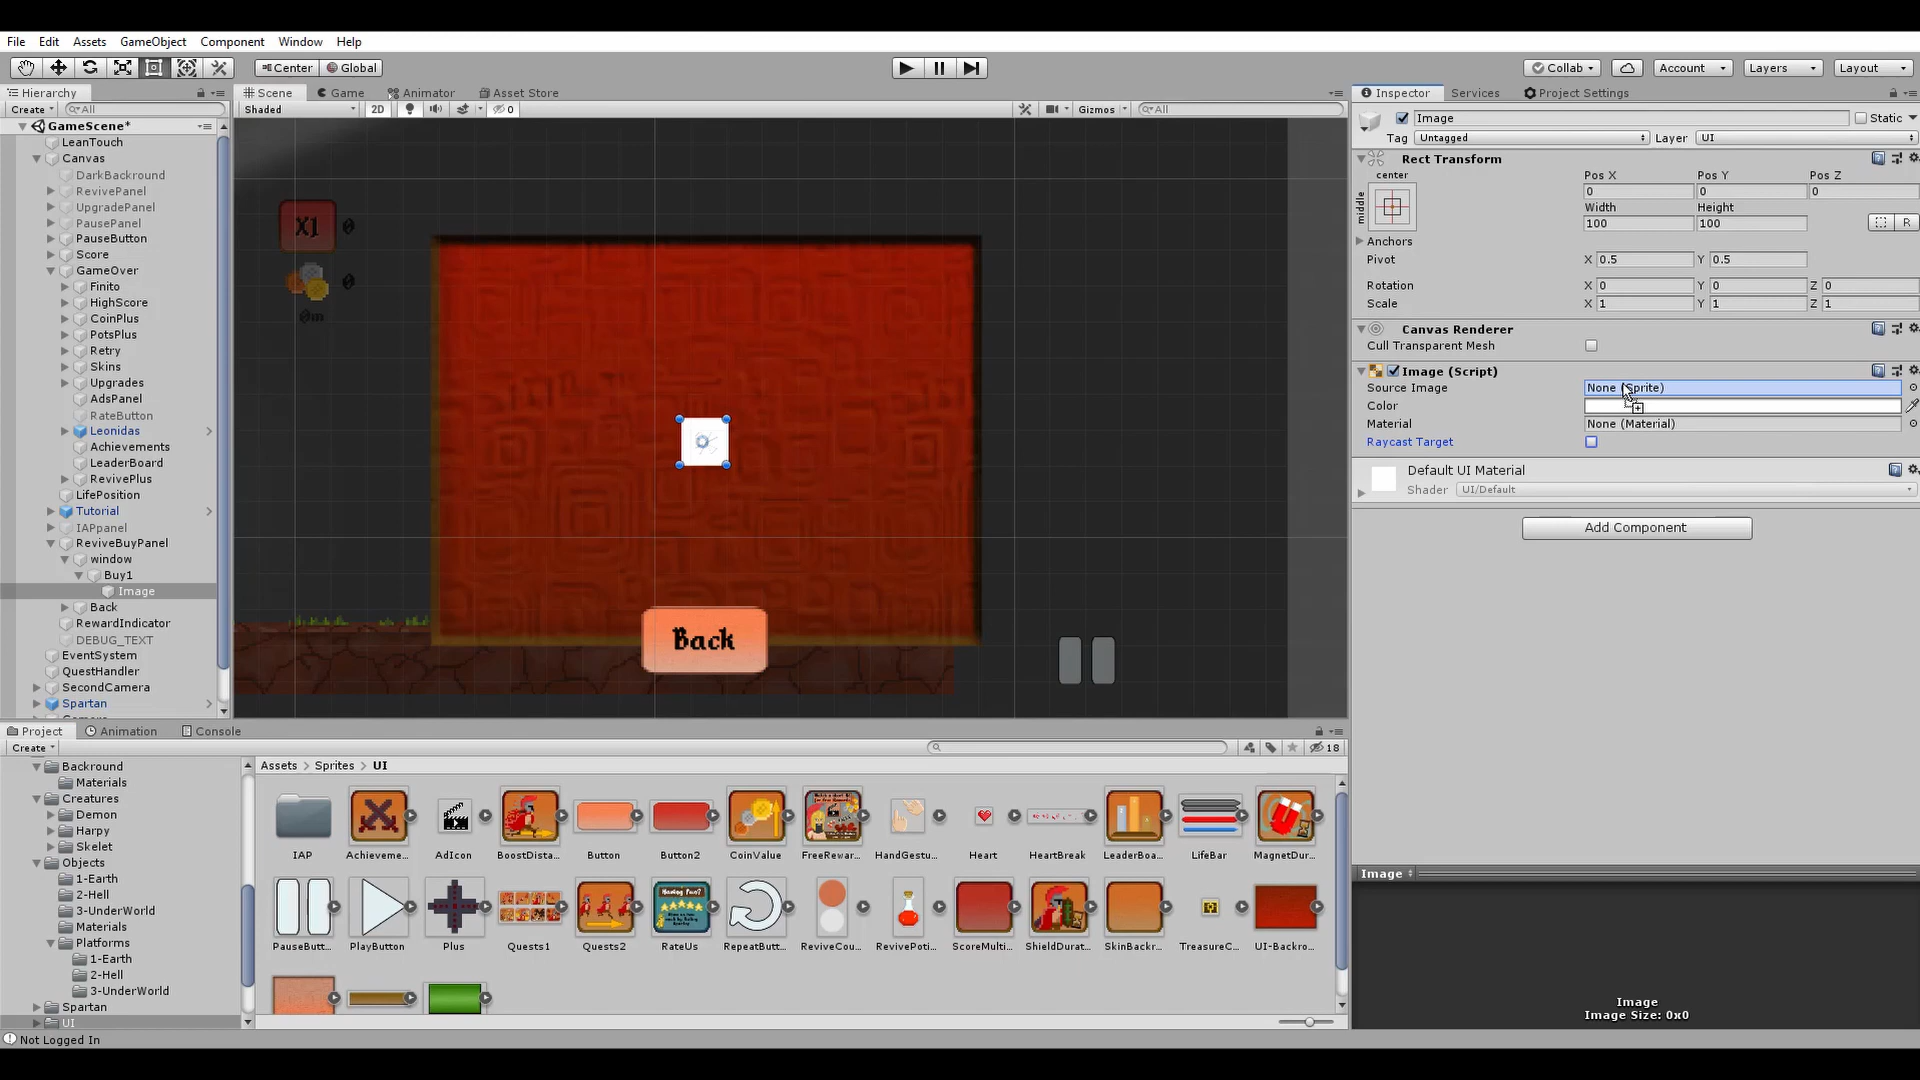 File Edit Assets GameObject Component Window Help
Center Global Collab Account Layers Layout
Hierarchy
Create All
GameScene*
LeanTouch
Canvas
DarkBackround
RevivePanel
UpgradePanel
PausePanel
PauseButton
Score
GameOver
Finito
HighScore
CoinPlus
PotsPlus
Retry
Skins
Upgrades
AdsPanel
RateButton
Leonidas
Achievements
LeaderBoard
RevivePlus
LifePosition
Tutorial
IAPpanel
ReviveBuyPanel
window
Buy1
Image
Back
RewardIndicator
DEBUG_TEXT
EventSystem
QuestHandler
SecondCamera
Spartan
Scene Game Animator Asset Store
Shaded 2D 0 Gizmos All
X1 0
0
0m
Back
Inspector Services Project Settings
Image Static
Tag Untagged Layer UI
Rect Transform
center Pos X Pos Y Pos Z
middle 0 0 0
Width Height
100 100 R
Anchors
Pivot X 0.5 Y 0.5
Rotation X 0 Y 0 Z 0
Scale X 1 Y 1 Z 1
Canvas Renderer
Cull Transparent Mesh
Image (Script)
Source Image None (Sprite)
Color
Material None (Material)
Raycast Target
Default UI Material
Shader UI/Default
Add Component
Image
Image
Image Size: 0x0
Project Animation Console
Create 18
Backround
Materials
Creatures
Demon
Harpy
Skelet
Objects
1-Earth
2-Hell
3-UnderWorld
Materials
Platforms
1-Earth
2-Hell
3-UnderWorld
Spartan
UI
Assets > Sprites > UI
IAP Achieveme... AdIcon BoostDista... Button Button2 CoinValue FreeRewar... HandGestu... Heart HeartBreak LeaderBoa... LifeBar MagnetDur...
PauseButt... PlayButton Plus Quests1 Quests2 RateUs RepeatButt... ReviveCou... RevivePoti... ScoreMulti... ShieldDurat... SkinBackr... TreasureC... UI-Backro...
Not Logged In